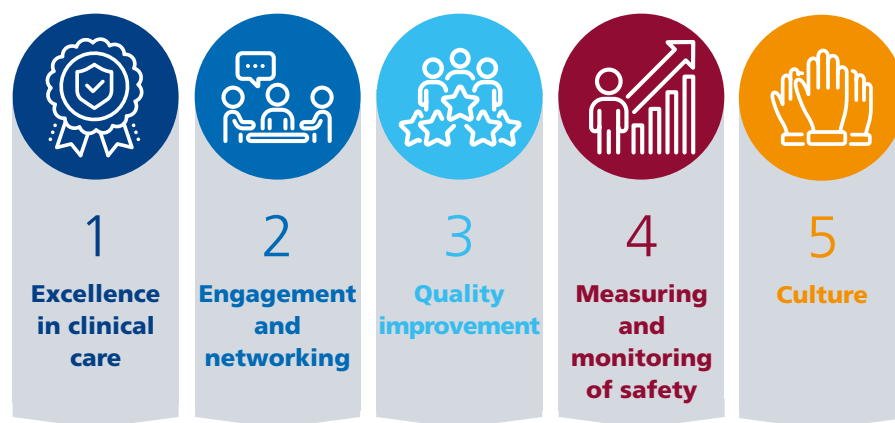 1
Excellence
in clinical
care
2
Engagement
and
networking
3
Quality
improvement
4
Measuring
and
monitoring
of safety
5
Culture